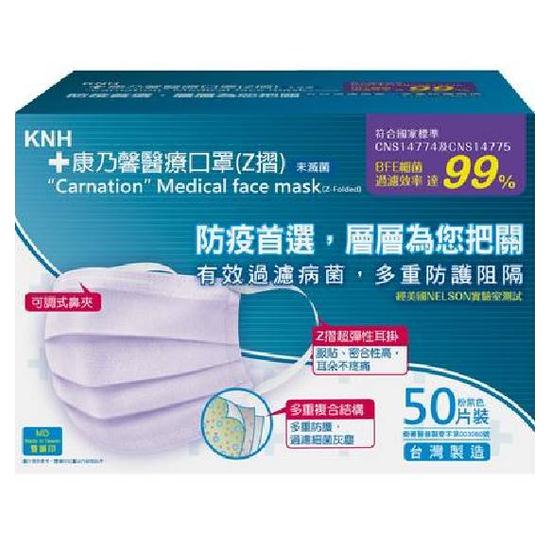 KNH
康乃馨醫療口罩(Z摺) 未滅菌
"Carnation" Medical face mask (Z-Folded)
符合國家標準
CNS14774及CNS14775
BFE細菌
過濾效率 達 99%
防疫首選,層層為您把關
有效過濾病菌,多重防護阻隔
經美國NELSON實驗室測試
可調式鼻夾
Z摺超彈性耳掛
服貼、密合性高,
耳朵不疼痛
多重複合結構
多重防護,
過濾細菌灰塵
50 粉紫色
片裝
台灣製造
MD
Made in Taiwan
雙鋼印